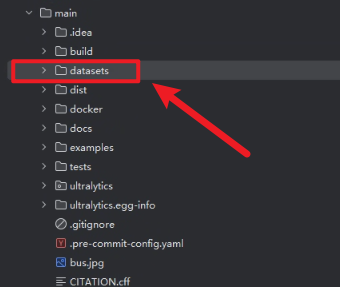 main
.idea
build
datasets
dist
docker
docs
examples
tests
ultralytics
ultralytics.egg-info
.gitignore
.pre-commit-config.yaml
bus.jpg
CITATION.cff